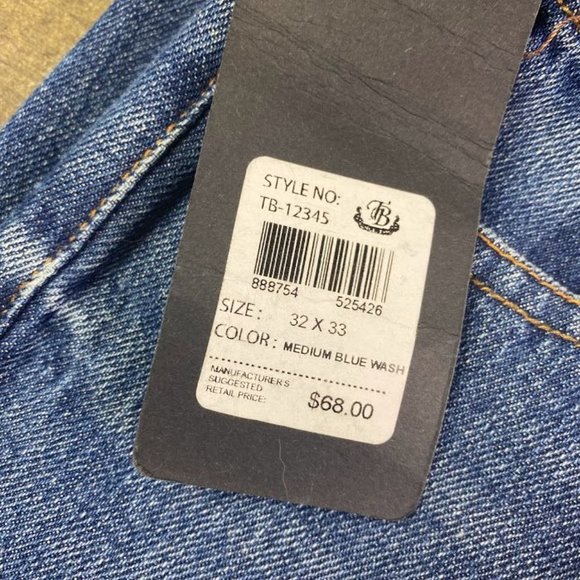 STYLE NO:
TB-12345
TB
888754 525426
SIZE : 32 X 33
COLOR : MEDIUM BLUE WASH
MANUFACTURER'S
SUGGESTED
RETAIL PRICE: $68.00